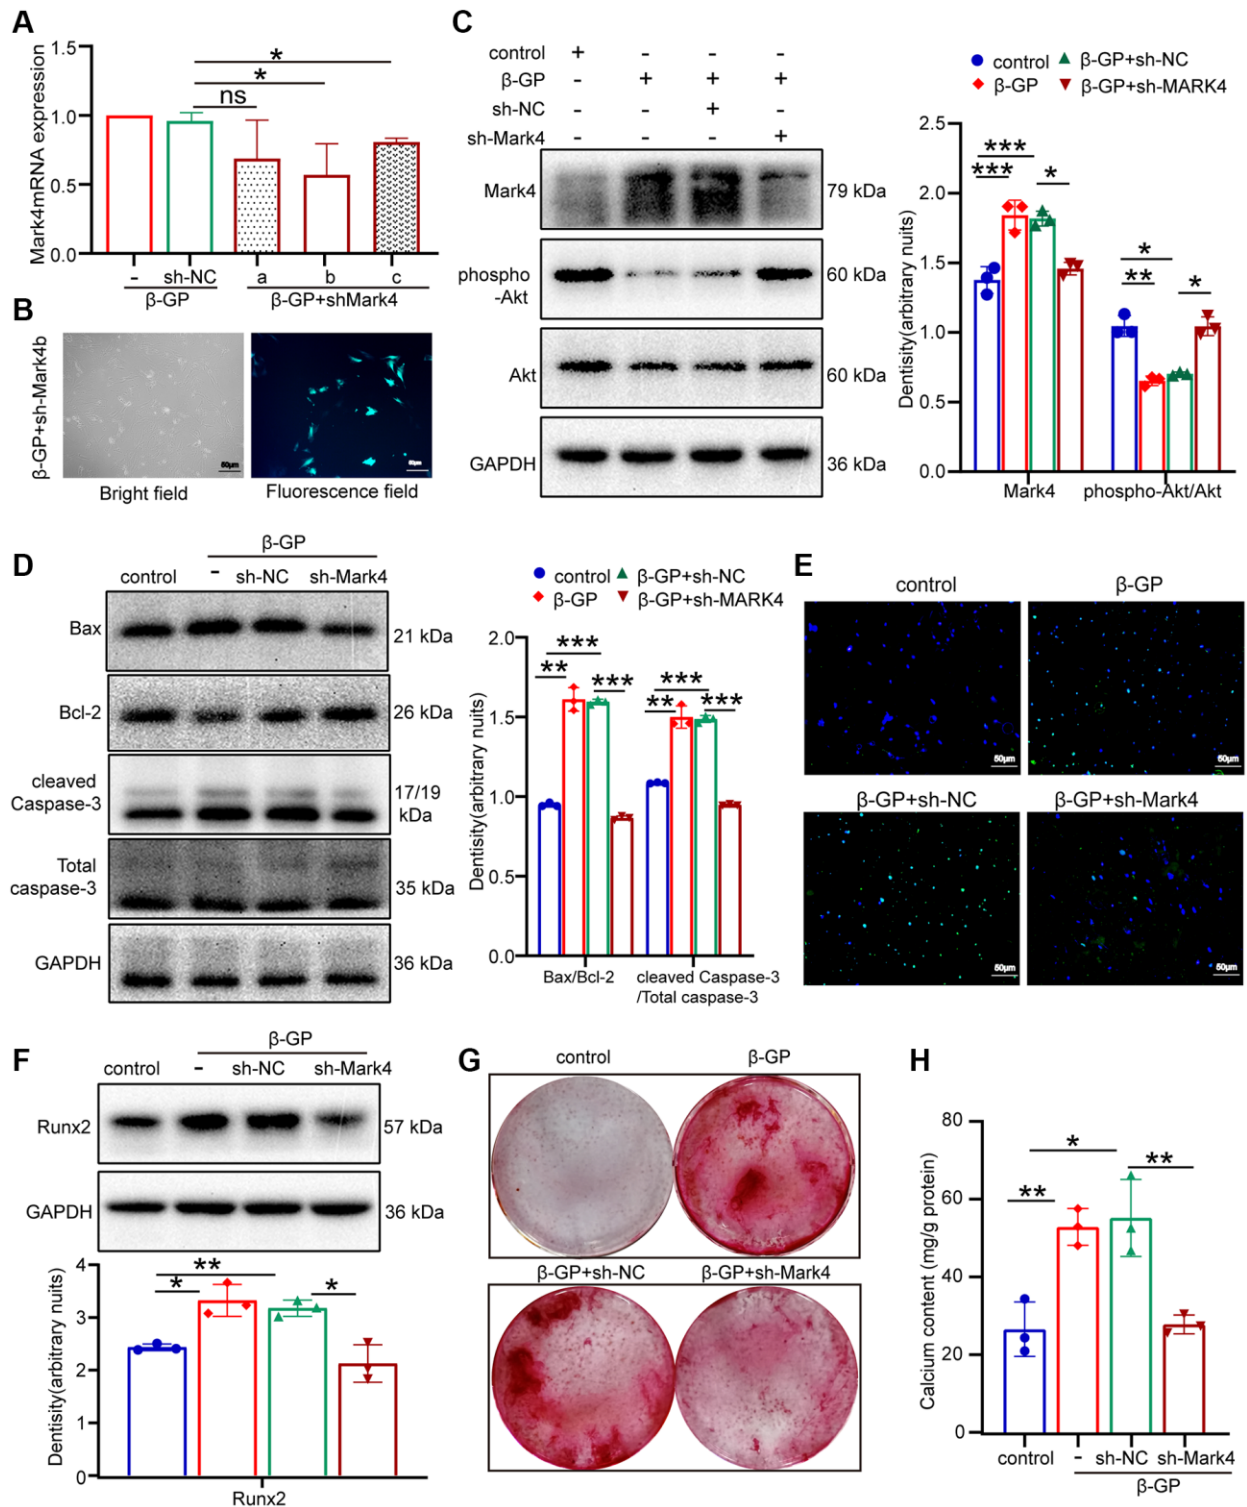 A
Mark4mRNA expression
1.5
1.0
0.5
0.0
*
*
ns
- sh-NC a b c
β-GP β-GP+shMark4
B
β-GP+sh-Mark4b
50μm
Bright field Fluorescence field
C
control + - - -
β-GP - + + +
sh-NC - - + -
sh-Mark4 - - - +
Mark4 79 kDa
phospho
-Akt 60 kDa
Akt 60 kDa
GAPDH 36 kDa
control β-GP+sh-NC
β-GP β-GP+sh-MARK4
Dentisity(arbitrary nuits)
2.5
2.0
1.5
1.0
0.5
0.0
***
*** *
*
** *
Mark4 phospho-Akt/Akt
D
β-GP
control - sh-NC sh-Mark4
Bax 21 kDa
Bcl-2 26 kDa
cleaved
Caspase-3
17/19
kDa
Total
caspase-3 35 kDa
GAPDH 36 kDa
control β-GP+sh-NC
β-GP β-GP+sh-MARK4
Dentisity(arbitrary nuits)
2.0
1.5
1.0
0.5
0.0
***
** ***
***
** ***
Bax/Bcl-2 cleaved Caspase-3
/Total caspase-3
E
control β-GP
50μm 50μm
β-GP+sh-NC β-GP+sh-Mark4
50μm 50μm
F
β-GP
control - sh-NC sh-Mark4
Runx2 57 kDa
GAPDH 36 kDa
Dentisity(arbitrary nuits)
4
3
2
1
0
**
* *
Runx2
G
control β-GP
β-GP+sh-NC β-GP+sh-Mark4
H
Calcium content (mg/g protein)
80
60
40
20
0
*
** **
control - sh-NC sh-Mark4
β-GP